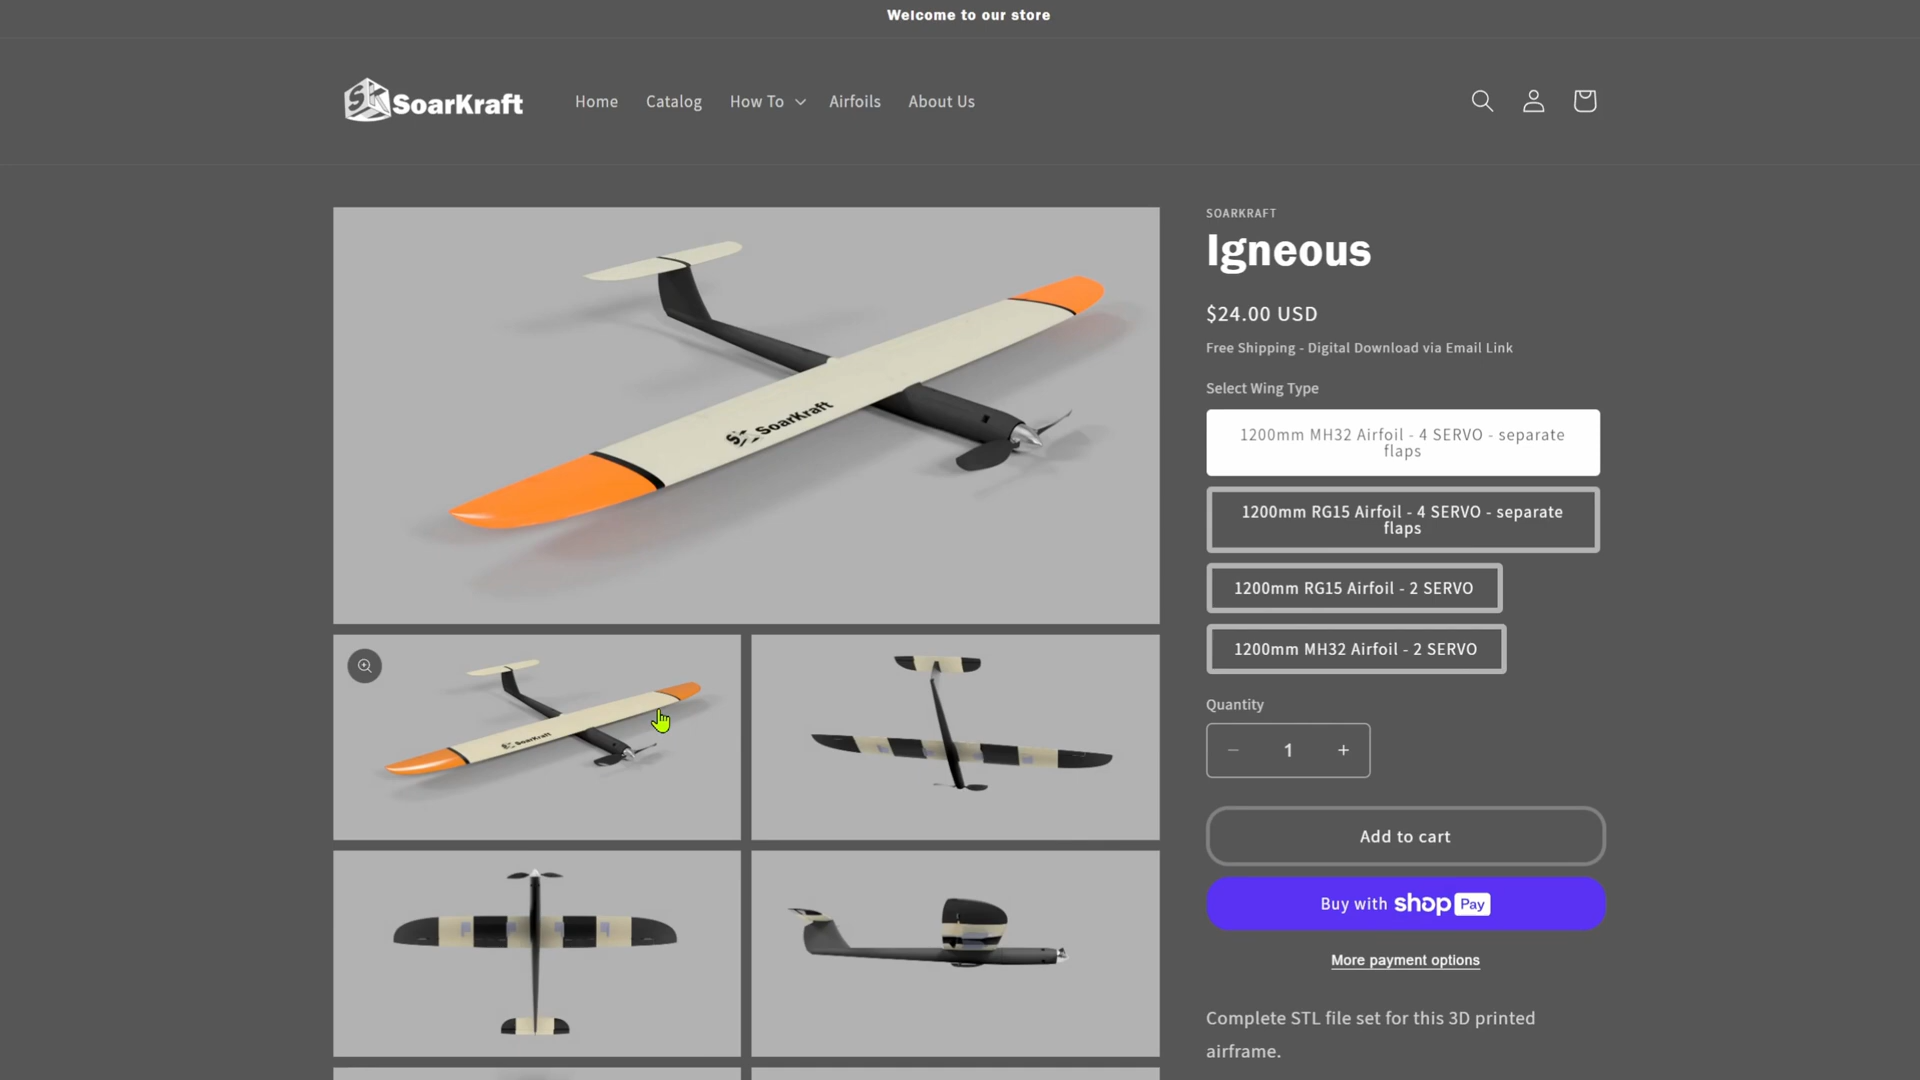 Welcome to our store
SK SoarKraft
Home
Catalog
How To
Airfoils
About Us
SOARKRAFT
Igneous
$24.00 USD
Free Shipping - Digital Download via Email Link
Select Wing Type
1200mm MH32 Airfoil - 4 SERVO - separate
flaps
1200mm RG15 Airfoil - 4 SERVO - separate
flaps
1200mm RG15 Airfoil - 2 SERVO
1200mm MH32 Airfoil - 2 SERVO
Quantity
− 1 +
Add to cart
Buy with shop Pay
More payment options
Complete STL file set for this 3D printed
airframe.
SoarKraft
SoarKraft